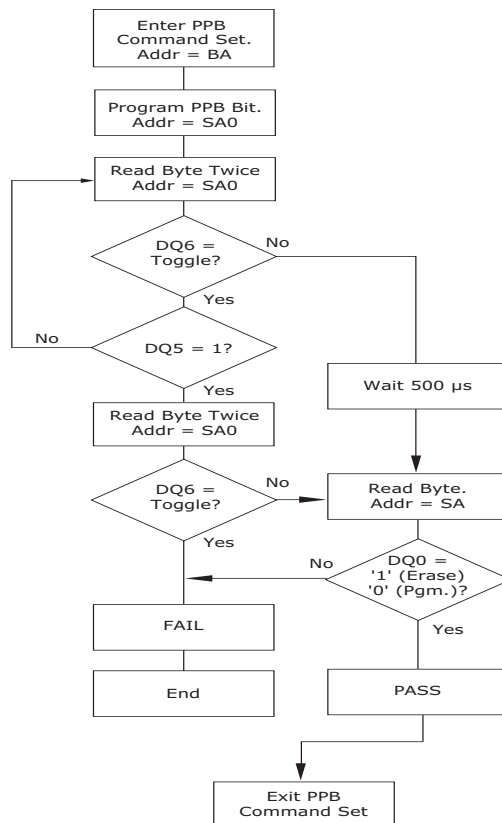 Enter PPB
Command Set.
Addr = BA
Program PPB Bit.
Addr = SA0
Read Byte Twice
Addr = SA0
DQ6 =
Toggle?
No
Yes
No
DQ5 = 1?
Yes
Wait 500 µs
Read Byte Twice
Addr = SA0
DQ6 =
Toggle?
No
Read Byte.
Addr = SA
Yes
No
DQ0 =
'1' (Erase)
'0' (Pgm.)?
FAIL
Yes
End
PASS
Exit PPB
Command Set